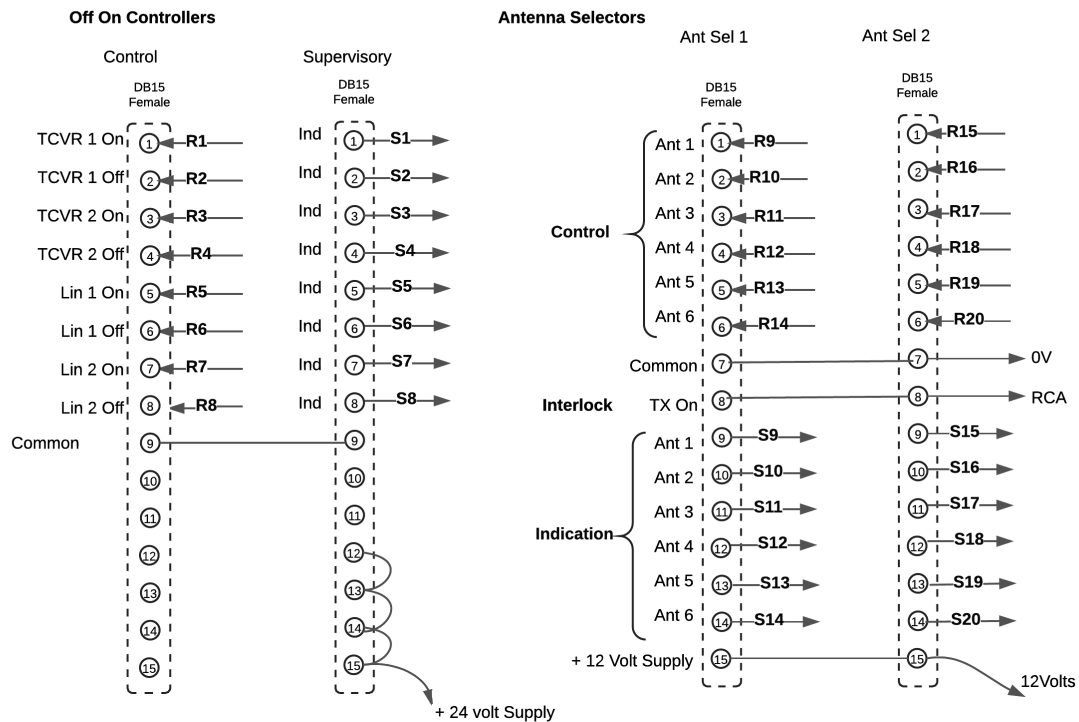 Off On Controllers
Antenna Selectors
Control
Supervisory
Ant Sel 1
Ant Sel 2
DB15
Female
DB15
Female
DB15
Female
DB15
Female
TCVR 1 On 1 R1
TCVR 1 Off 2 R2
TCVR 2 On 3 R3
TCVR 2 Off 4 R4
Lin 1 On 5 R5
Lin 1 Off 6 R6
Lin 2 On 7 R7
Lin 2 Off 8 R8
Common 9
10
11
12
13
14
15
Ind 1 S1
Ind 2 S2
Ind 3 S3
Ind 4 S4
Ind 5 S5
Ind 6 S6
Ind 7 S7
Ind 8 S8
9
10
11
12
13
14
15
+ 24 volt Supply
Control
Ant 1 1 R9
Ant 2 2 R10
Ant 3 3 R11
Ant 4 4 R12
Ant 5 5 R13
Ant 6 6 R14
Common 7
Interlock TX On 8
Indication
Ant 1 9 S9
Ant 2 10 S10
Ant 3 11 S11
Ant 4 12 S12
Ant 5 13 S13
Ant 6 14 S14
+ 12 Volt Supply 15
1 R15
2 R16
3 R17
4 R18
5 R19
6 R20
7 0V
8 RCA
9 S15
10 S16
11 S17
12 S18
13 S19
14 S20
15 12Volts